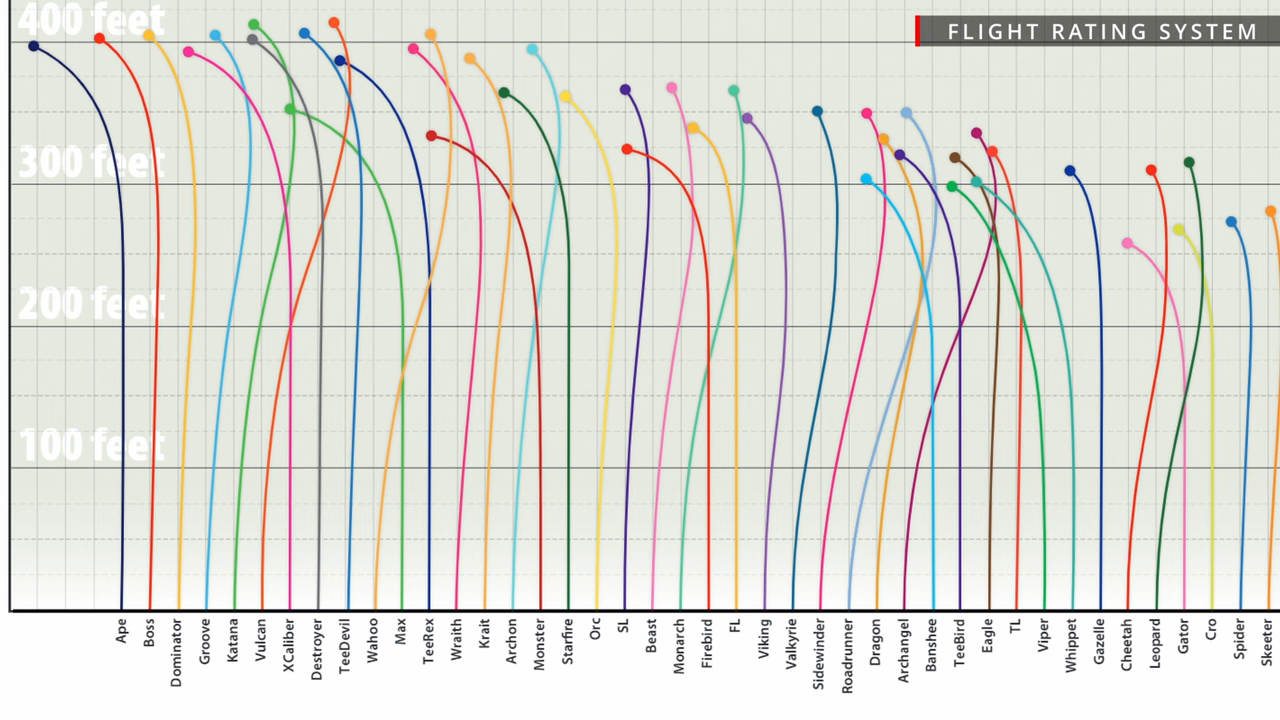 400 feet
FLIGHT RATING SYSTEM
300 feet
200 feet
100 feet
Ape
Boss
Dominator
Groove
Katana
Vulcan
XCaliber
Destroyer
TeeDevil
Wahoo
Max
TeeRex
Wraith
Krait
Archon
Monster
Starfire
Orc
SL
Beast
Monarch
Firebird
FL
Viking
Valkyrie
Sidewinder
Roadrunner
Dragon
Archangel
Banshee
TeeBird
Eagle
TL
Viper
Whippet
Gazelle
Cheetah
Leopard
Gator
Cro
Spider
Skeeter